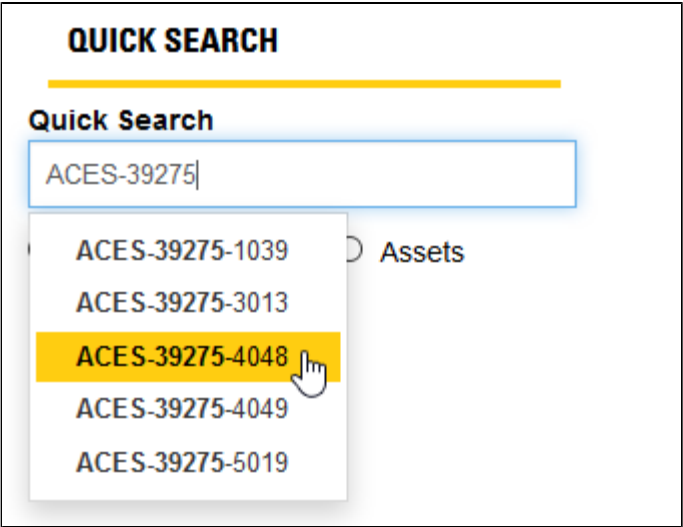 QUICK SEARCH
Quick Search
ACES-39275
ACES-39275-1039
Assets
ACES-39275-3013
ACES-39275-4048
ACES-39275-4049
ACES-39275-5019